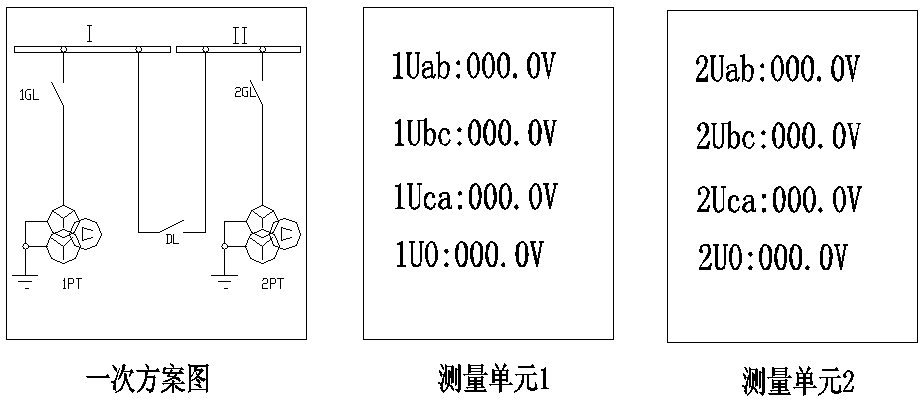 I
II
1GL
2GL
DL
1PT
2PT
一次方案图
1Uab:000.0V
1Ubc:000.0V
1Uca:000.0V
1U0:000.0V
测量单元1
2Uab:000.0V
2Ubc:000.0V
2Uca:000.0V
2U0:000.0V
测量单元2